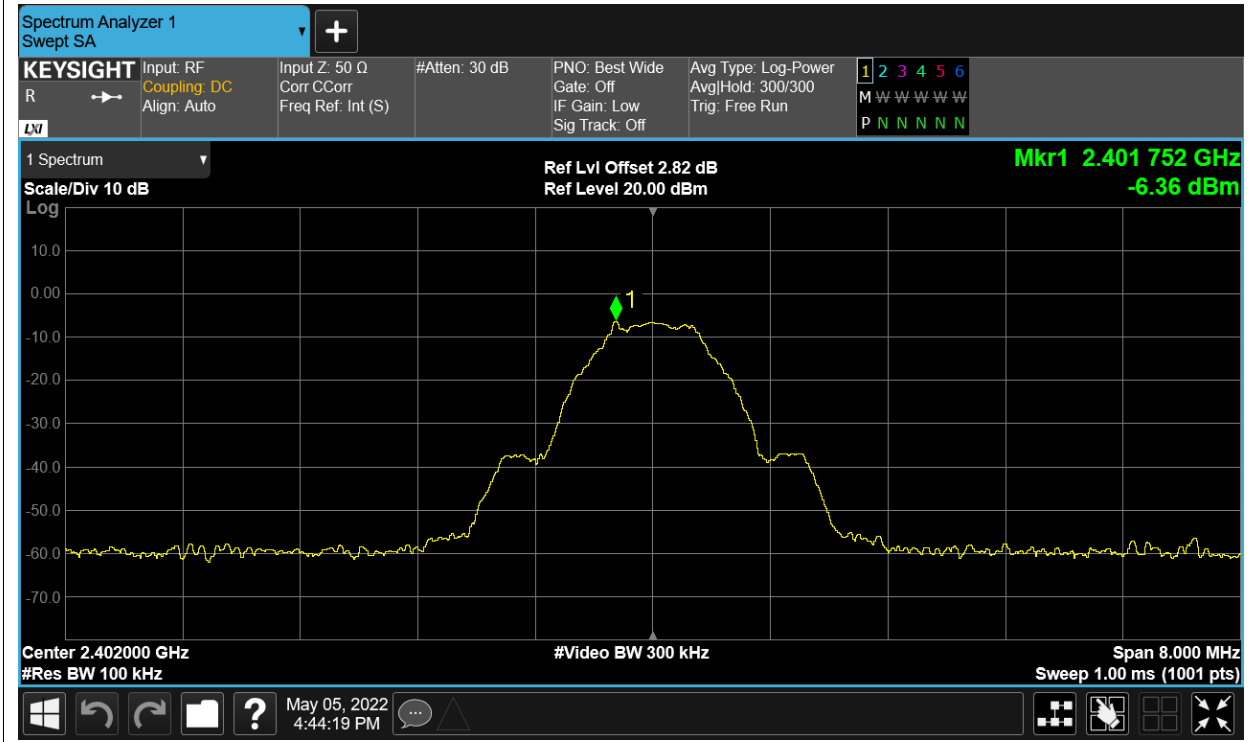 Spectrum Analyzer 1
Swept SA
+
KEYSIGHT
R
LXI
Input: RF
Coupling: DC
Align: Auto
Input Z: 50 Ω
Corr CCorr
Freq Ref: Int (S)
#Atten: 30 dB
PNO: Best Wide
Gate: Off
IF Gain: Low
Sig Track: Off
Avg Type: Log-Power
Avg|Hold: 300/300
Trig: Free Run
1 2 3 4 5 6
M W W W W W
P N N N N N
1 Spectrum
Scale/Div 10 dB
Log
Ref Lvl Offset 2.82 dB
Ref Level 20.00 dBm
Mkr1 2.401 752 GHz
-6.36 dBm
10.0
0.00
1
-10.0
-20.0
-30.0
-40.0
-50.0
-60.0
-70.0
Center 2.402000 GHz
#Video BW 300 kHz
Span 8.000 MHz
#Res BW 100 kHz
Sweep 1.00 ms (1001 pts)
?
May 05, 2022
4:44:19 PM